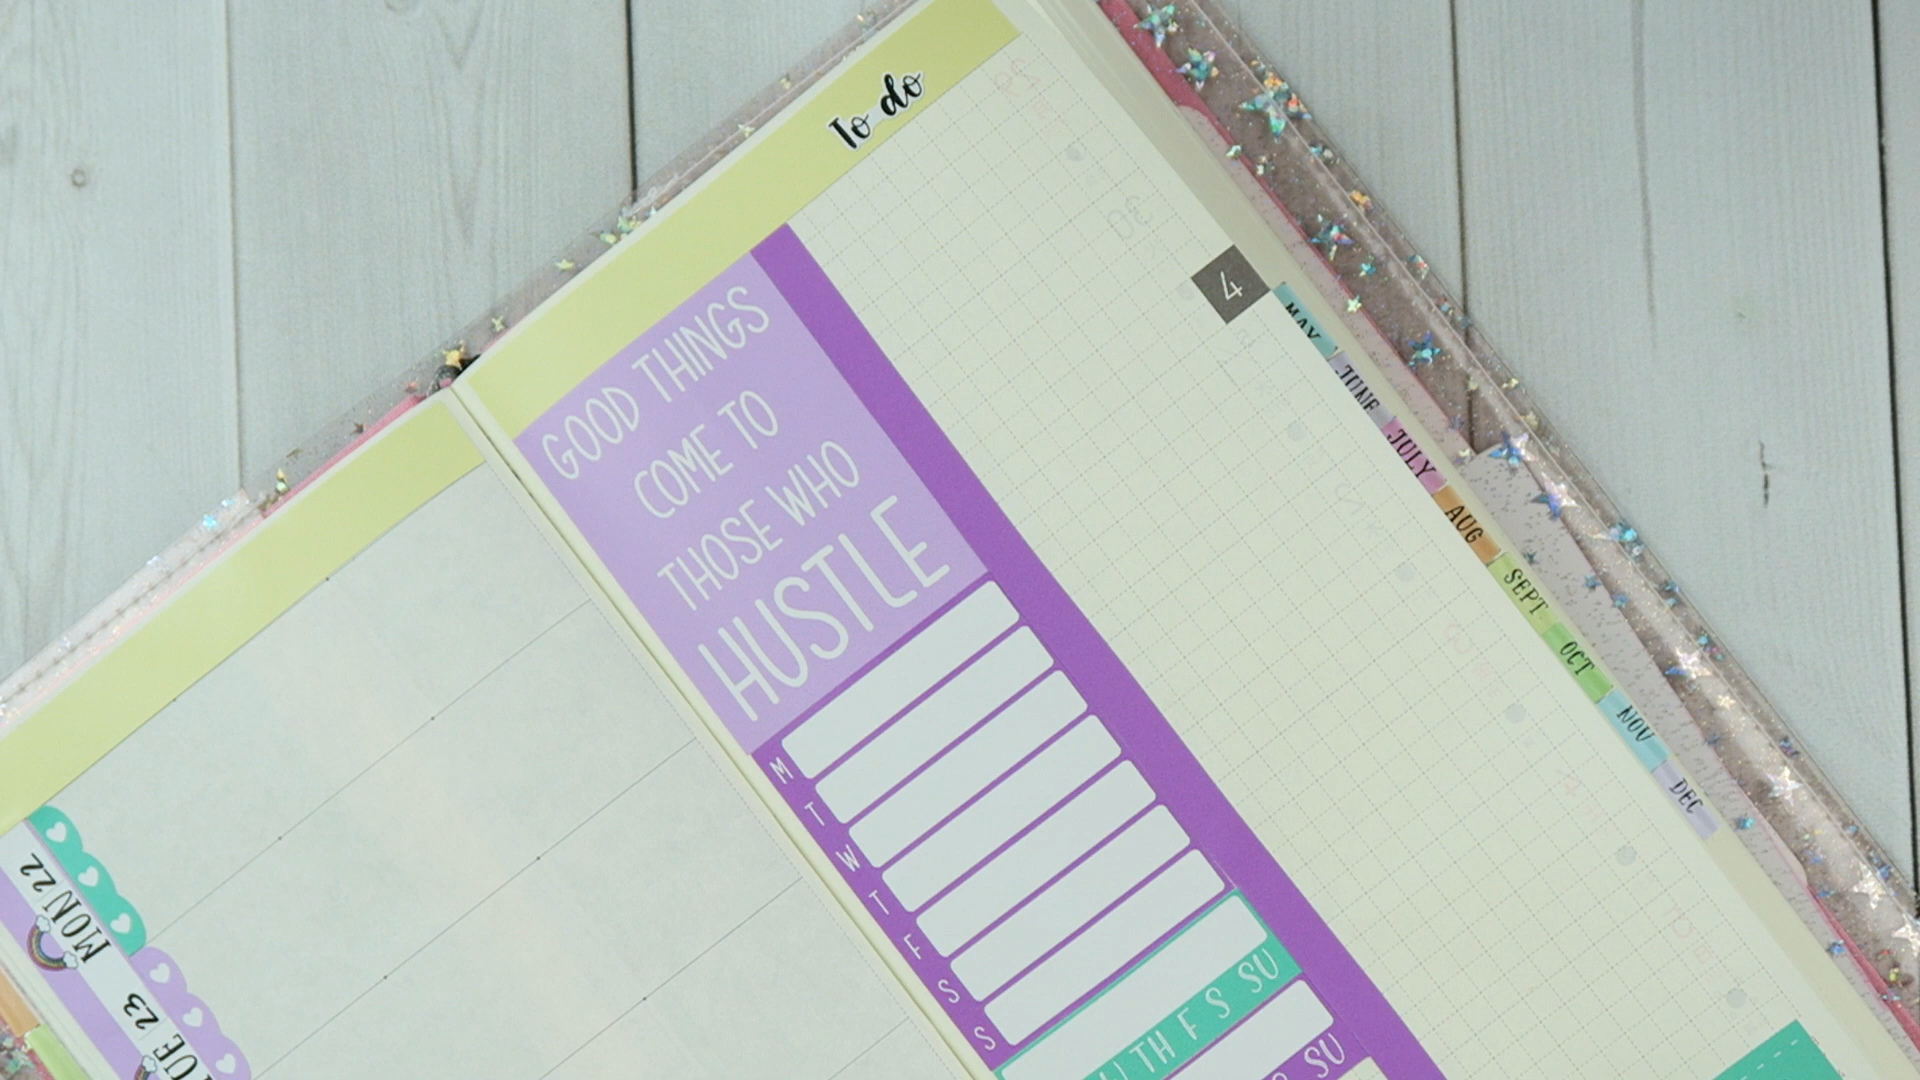 To do
GOOD THINGS
COME TO
THOSE WHO
HUSTLE
M
T
W
T
F
S
S
TH F S SU
SU
4
MAY
JUNE
JULY
AUG
SEPT
OCT
NOV
DEC
MON 22
TUE 23
30